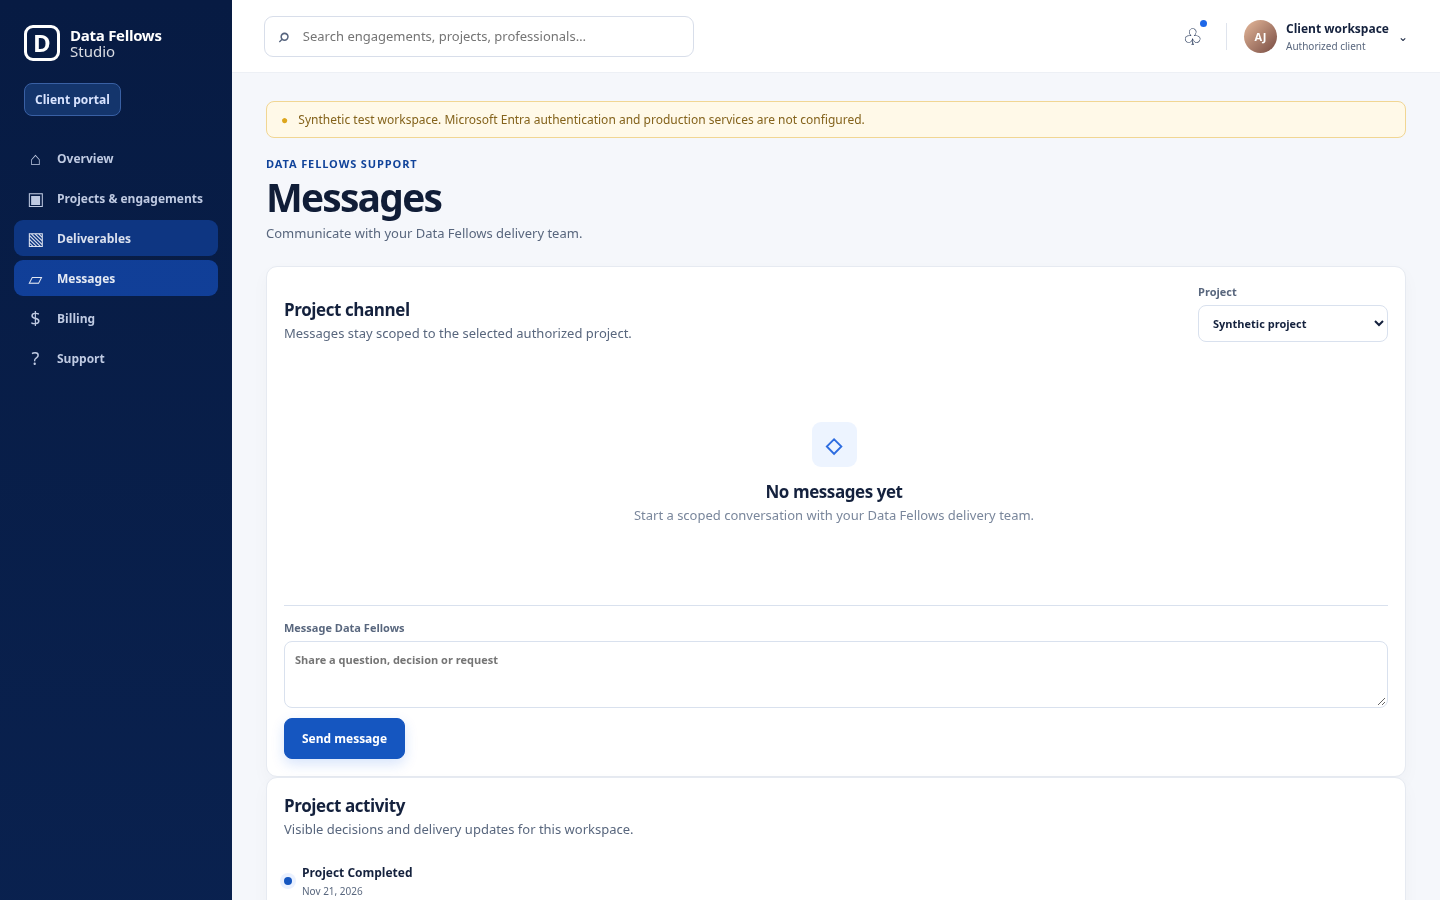 D
Data Fellows
Studio
Client portal
Overview
Projects & engagements
Deliverables
Messages
$ Billing
? Support
Search engagements, projects, professionals...
AJ
Client workspace
Authorized client
Synthetic test workspace. Microsoft Entra authentication and production services are not configured.
DATA FELLOWS SUPPORT
Messages
Communicate with your Data Fellows delivery team.
Project channel
Messages stay scoped to the selected authorized project.
Project
Synthetic project
No messages yet
Start a scoped conversation with your Data Fellows delivery team.
Message Data Fellows
Share a question, decision or request
Send message
Project activity
Visible decisions and delivery updates for this workspace.
Project Completed
Nov 21, 2026